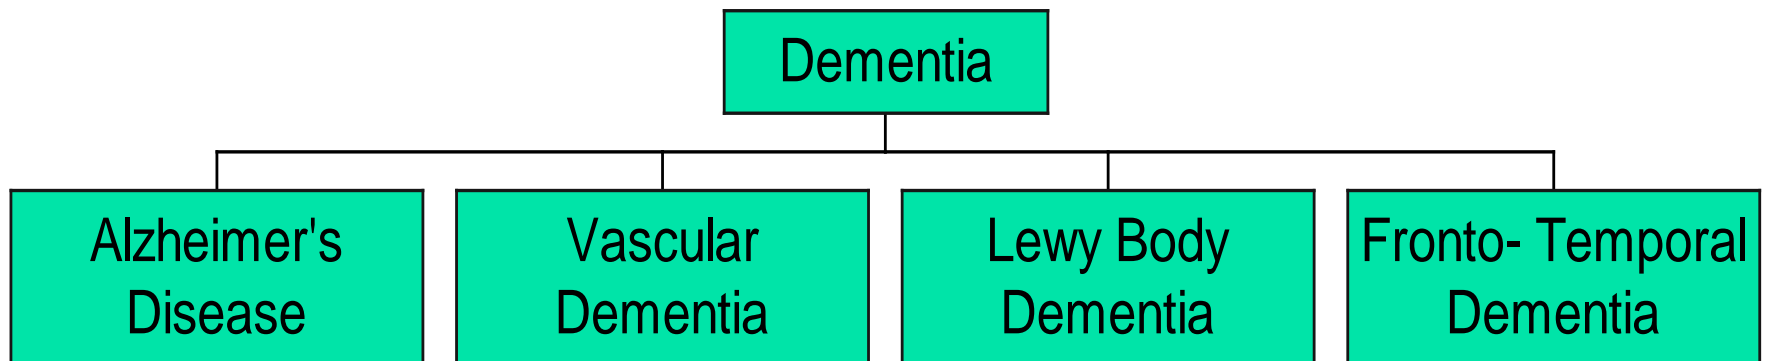 Dementia
Alzheimer's
Disease
Vascular
Dementia
Lewy Body
Dementia
Fronto- Temporal
Dementia